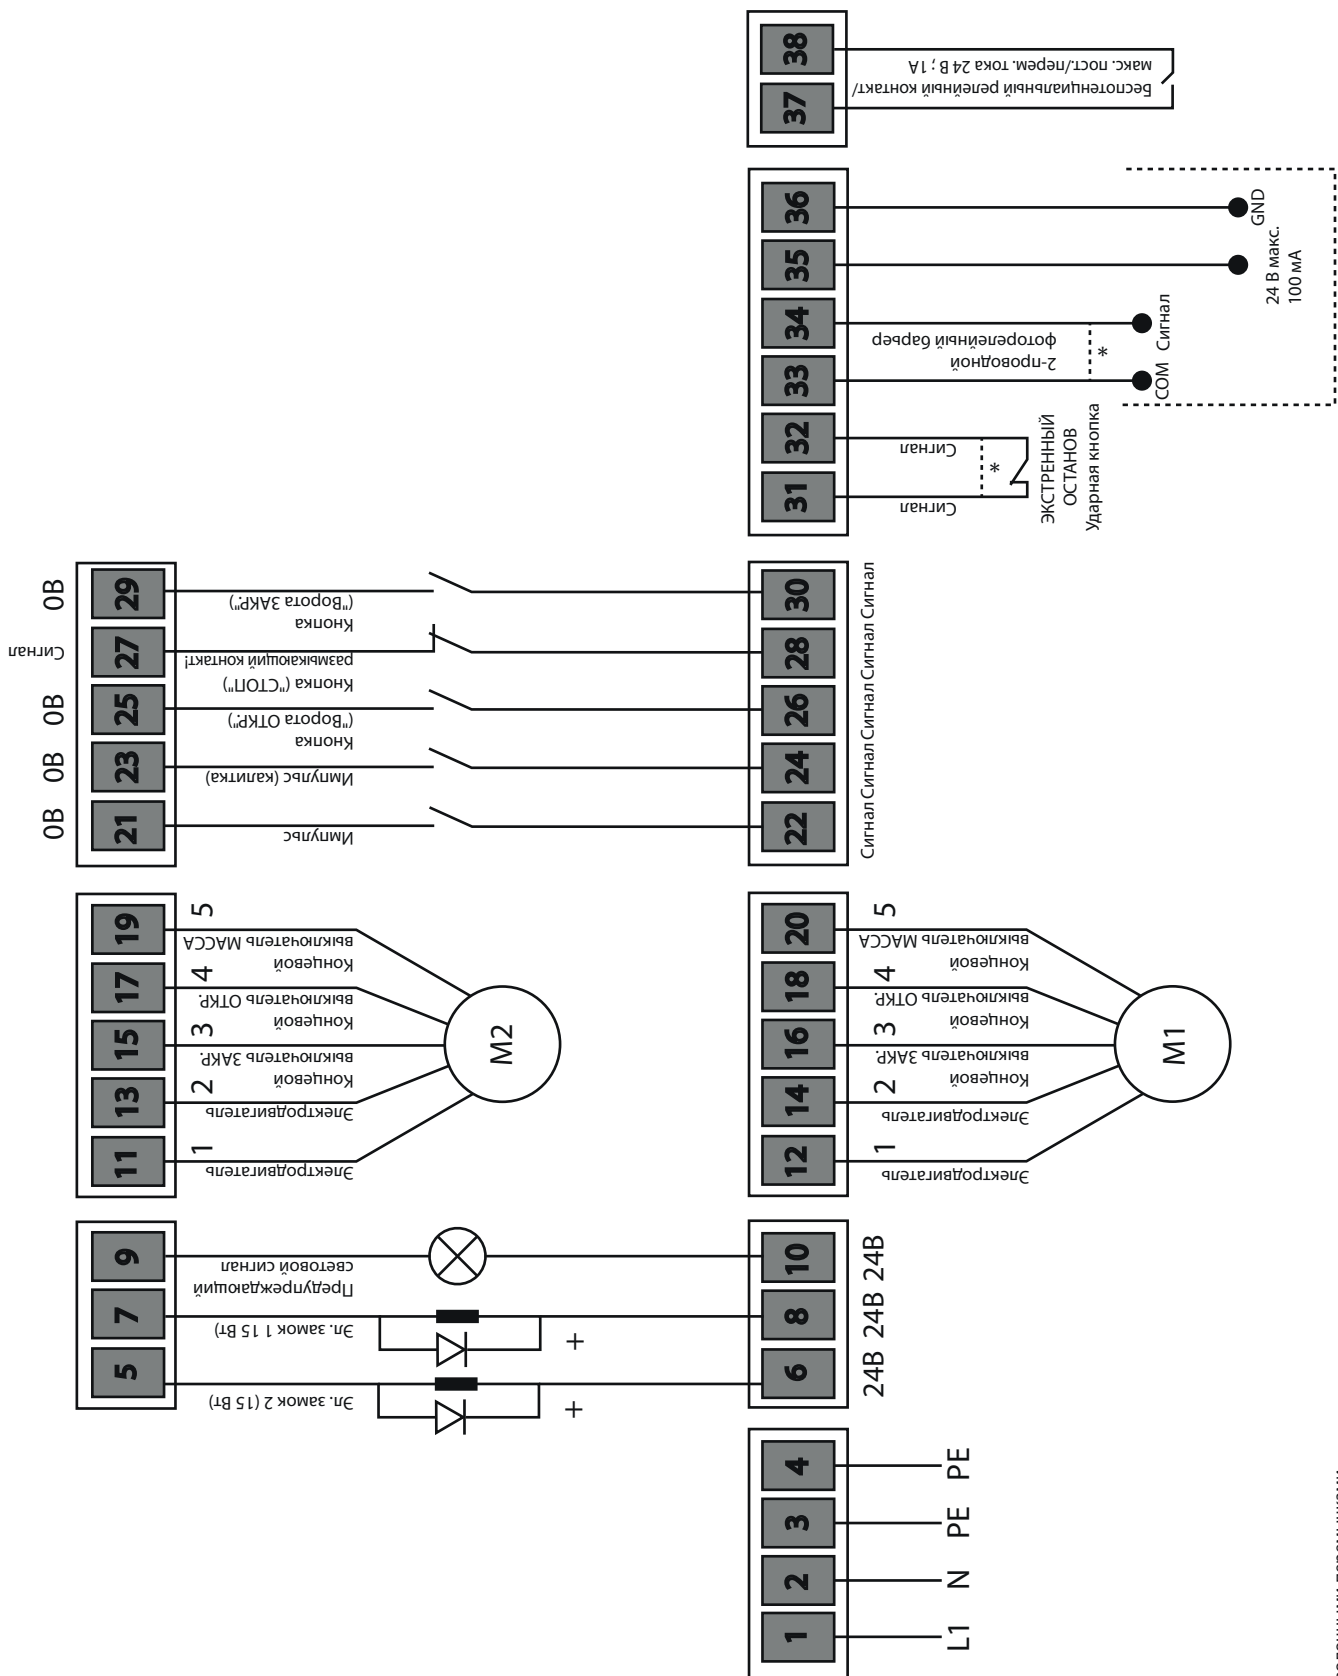 38
37
макс. пост./перем. тока 24 В ; 1А
Беспотенциальный релейный контакт/
36
35
34
33
32
31
GND
24 В макс.
100 мА
Сигнал
COM
2-проводной
фоторелейный барьер
*
Сигнал
Сигнал
*
ЭКСТРЕННЫЙ
ОСТАНОВ
Ударная кнопка
0В
Сигнал
0В
0В
0В
29
27
25
23
21
Кнопка
("Ворота ЗАКР.")
Кнопка ("СТОП")
размыкающий контакт!
Кнопка
("Ворота ОТКР.")
Импульс (калитка)
Импульс
30
28
26
24
22
Сигнал Сигнал Сигнал Сигнал Сигнал
19
17
15
13
11
5
Концевой
выключатель МАССА
4
Концевой
выключатель ОТКР.
3
Концевой
выключатель ЗАКР.
2
Электродвигатель
1
Электродвигатель
M2
20
18
16
14
12
5
Концевой
выключатель МАССА
4
Концевой
выключатель ОТКР.
3
Концевой
выключатель ЗАКР.
2
Электродвигатель
1
Электродвигатель
M1
9
7
5
Предупреждающий
световой сигнал
Эл. замок 1 15 Вт)
+
Эл. замок 2 (15 Вт)
+
10
8
6
24В 24В 24В
4
3
2
1
PE
PE
N
L1